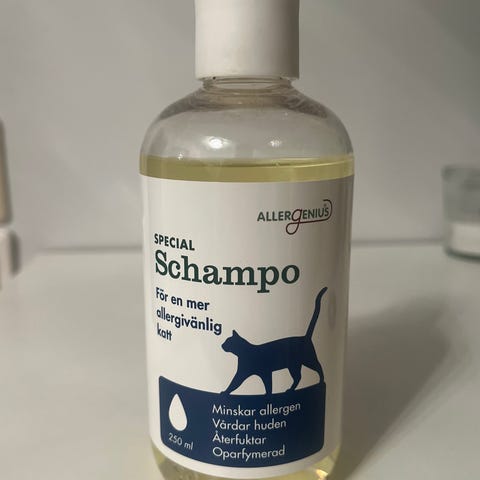 ALLERGENIUS
SPECIAL
Schampo
För en mer
allergivänlig
katt
Minskar allergen
Vårdar huden
Återfuktar
Oparfymerad
250 ml